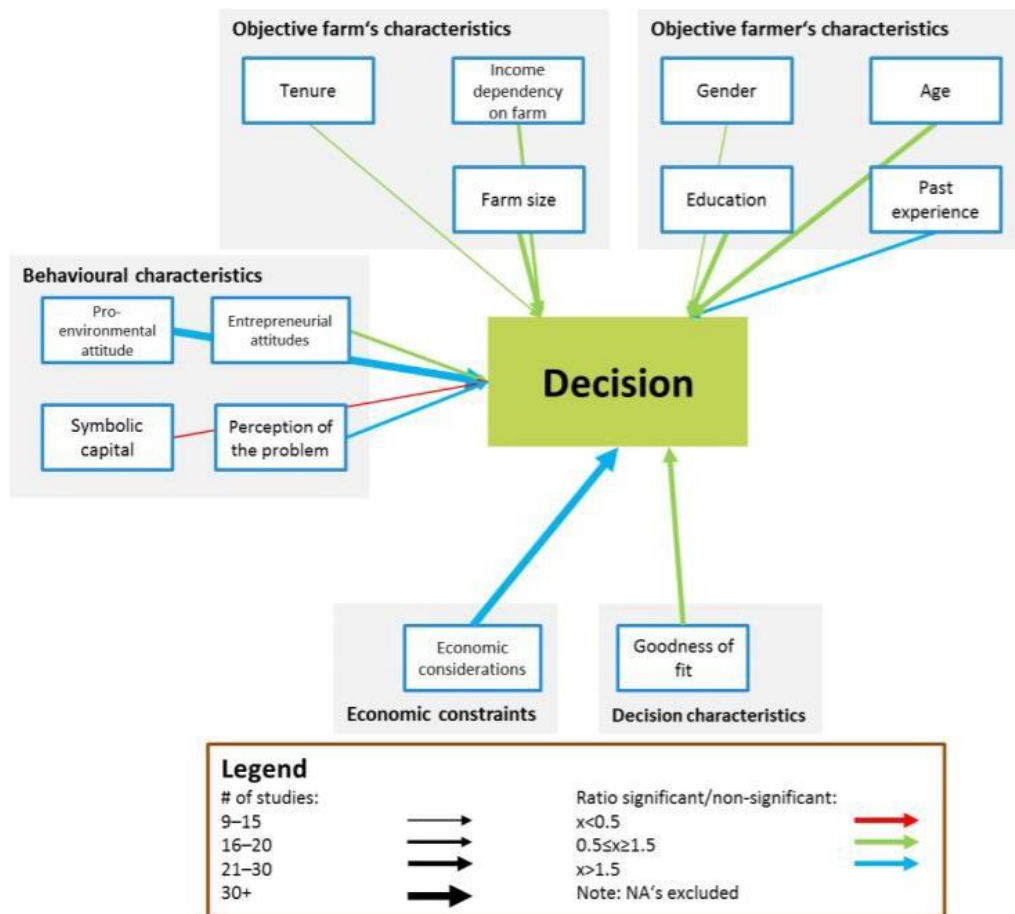 Objective farm's characteristics
Tenure
Income
dependency
on farm
Farm size
Objective farmer's characteristics
Gender
Age
Education
Past
experience
Behavioural characteristics
Pro-
environmental
attitude
Entrepreneurial
attitudes
Symbolic
capital
Perception of
the problem
Decision
Economic
considerations
Economic constraints
Goodness of
fit
Decision characteristics
Legend
# of studies:
9–15
16–20
21–30
30+
Ratio significant/non-significant:
x<0.5
0.5≤x≥1.5
x>1.5
Note: NA's excluded